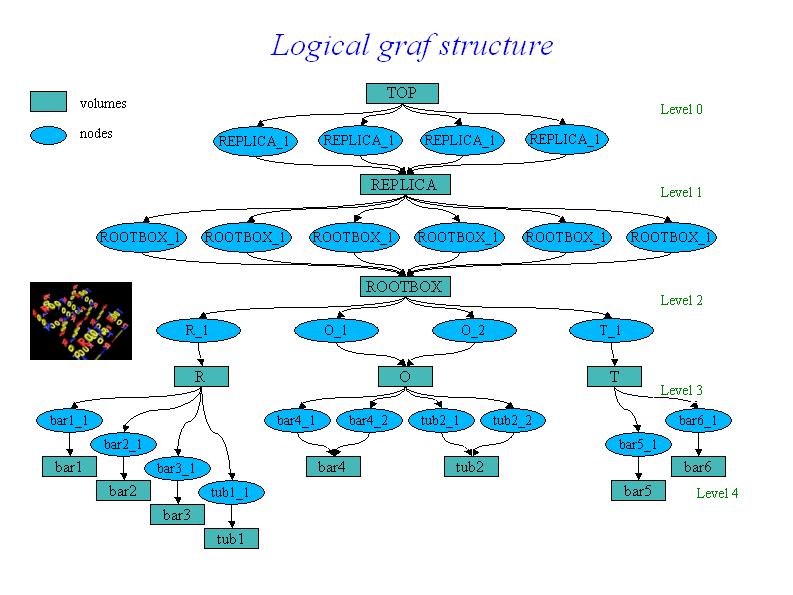 Logical graf structure
volumes
nodes
TOP
Level 0
REPLICA_1 REPLICA_1 REPLICA_1 REPLICA_1
REPLICA
Level 1
ROOTBOX_1 ROOTBOX_1 ROOTBOX_1 ROOTBOX_1 ROOTBOX_1 ROOTBOX_1
ROOTBOX
Level 2
R_1 O_1 O_2 T_1
R O T
Level 3
bar1_1 bar4_1 bar4_2 tub2_1 tub2_2 bar6_1
bar2_1 bar5_1
bar1 bar3_1 bar4 tub2 bar6
bar2 tub1_1 bar5 Level 4
bar3
tub1